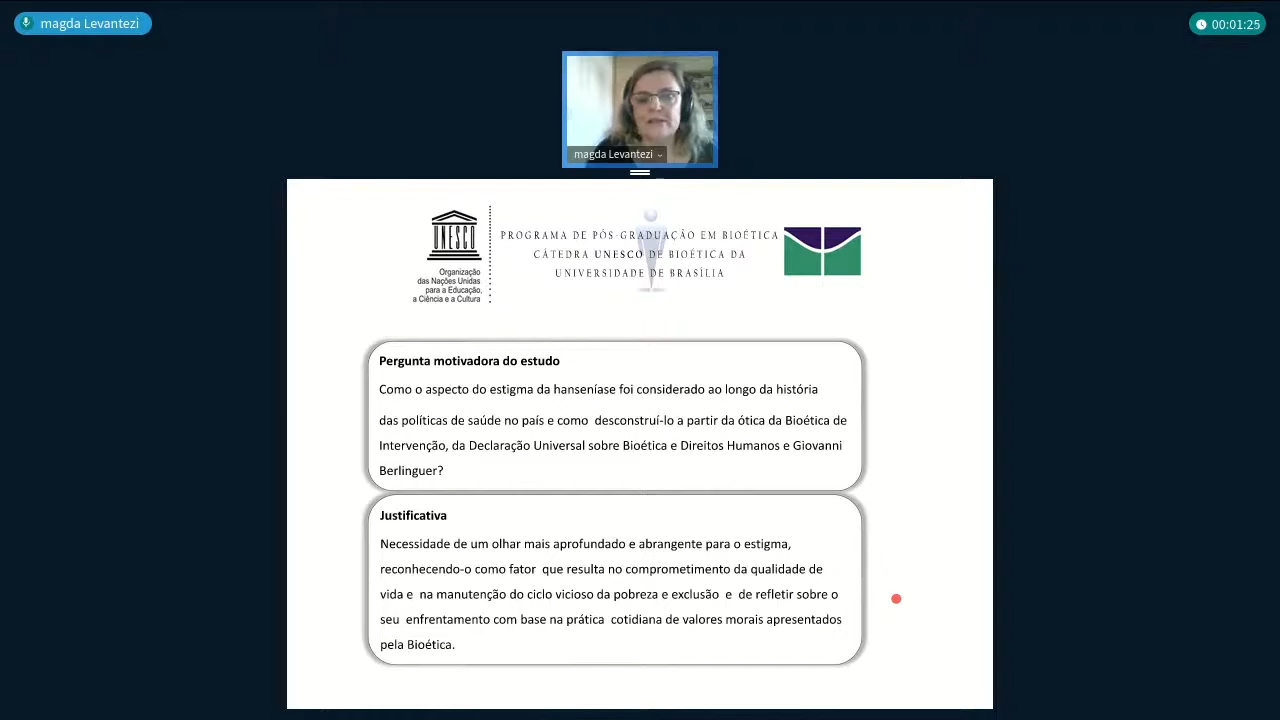 magda Levantezi
00:01:25
magda Levantezi
UNESCO
Organização
das Nações Unidas
para a Educação,
a Ciência e a Cultura
PROGRAMA DE PÓS-GRADUAÇÃO EM BIOÉTICA
CÁTEDRA UNESCO DE BIOÉTICA DA
UNIVERSIDADE DE BRASÍLIA
Pergunta motivadora do estudo
Como o aspecto do estigma da hanseníase foi considerado ao longo da história
das políticas de saúde no país e como desconstruí-lo a partir da ótica da Bioética de
Intervenção, da Declaração Universal sobre Bioética e Direitos Humanos e Giovanni
Berlinguer?
Justificativa
Necessidade de um olhar mais aprofundado e abrangente para o estigma,
reconhecendo-o como fator que resulta no comprometimento da qualidade de
vida e na manutenção do ciclo vicioso da pobreza e exclusão e de refletir sobre o
seu enfrentamento com base na prática cotidiana de valores morais apresentados
pela Bioética.